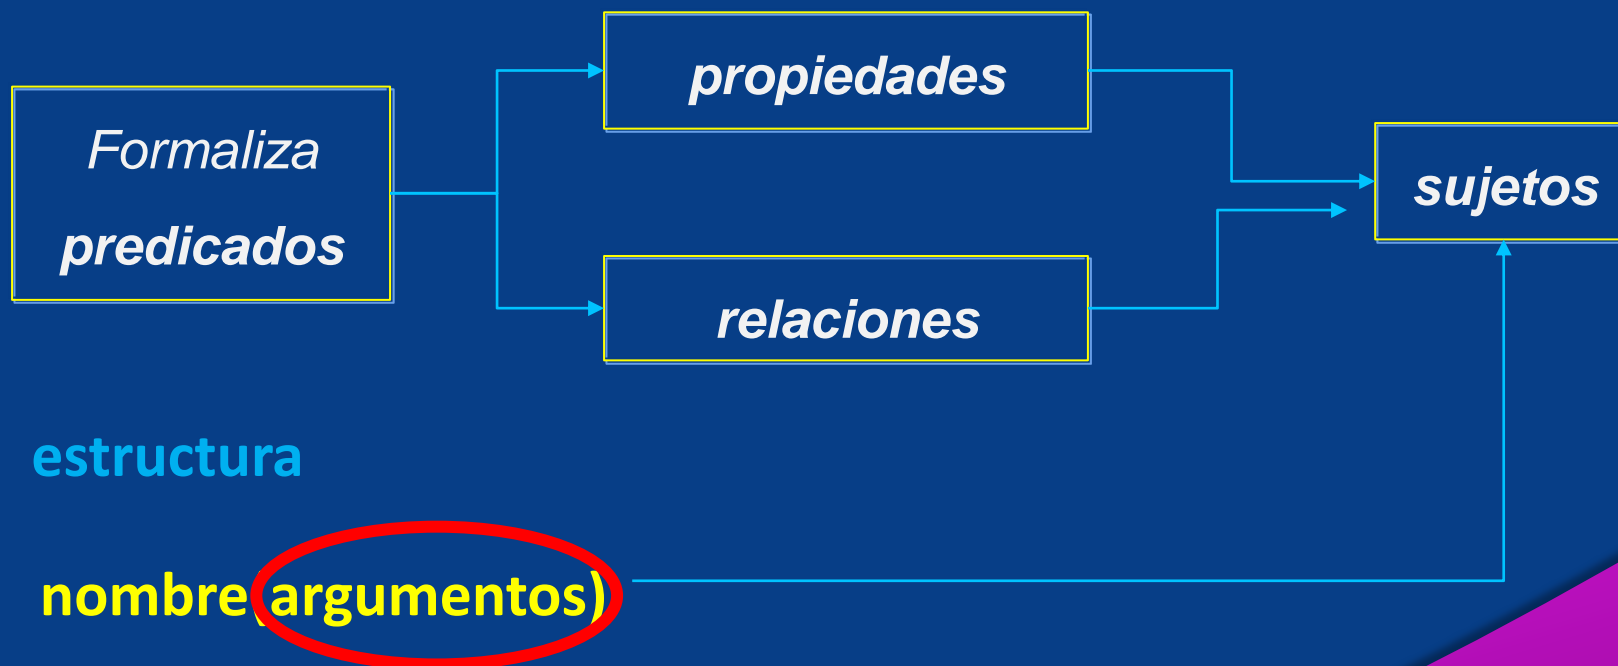 Formaliza
predicados
propiedades
relaciones
sujetos
estructura
nombre(argumentos)